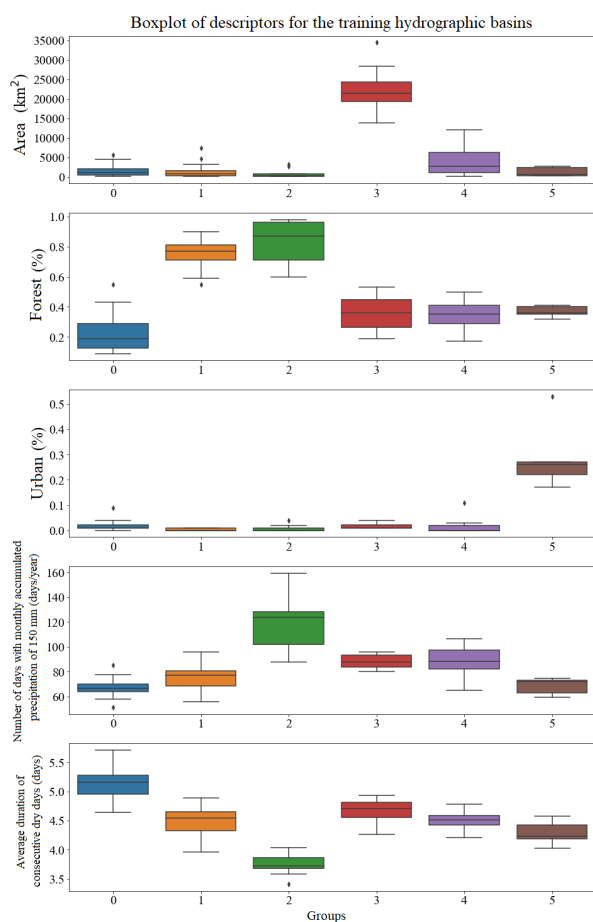 Boxplot of descriptors for the training hydrographic basins
Area (km²)
35000
30000
25000
20000
15000
10000
5000
0
0 1 2 3 4 5
Forest (%)
1.0
0.8
0.6
0.4
0.2
0 1 2 3 4 5
Urban (%)
0.5
0.4
0.3
0.2
0.1
0.0
0 1 2 3 4 5
Number of days with monthly accumulated
precipitation of 150 mm (days/year)
160
140
120
100
80
60
0 1 2 3 4 5
Average duration of
consecutive dry days (days)
5.5
5.0
4.5
4.0
3.5
0 1 2 3 4 5
Groups